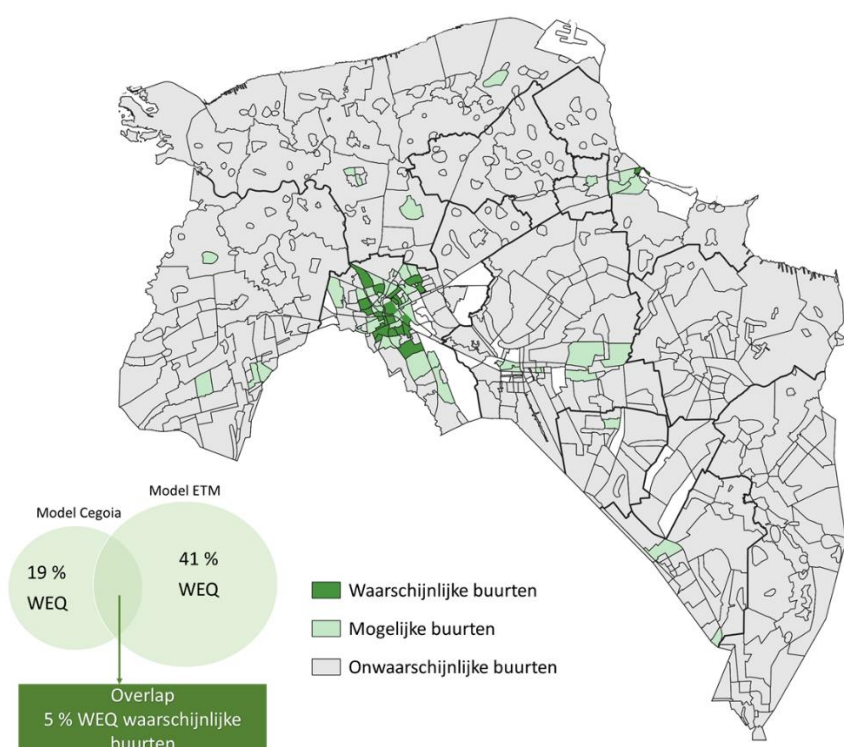 Model ETM
Model Cegoia
19 %
WEQ
41 %
WEQ
Waarschijnlijke buurten
Mogelijke buurten
Onwaarschijnlijke buurten
Overlap
5 % WEQ waarschijnlijke
buurten